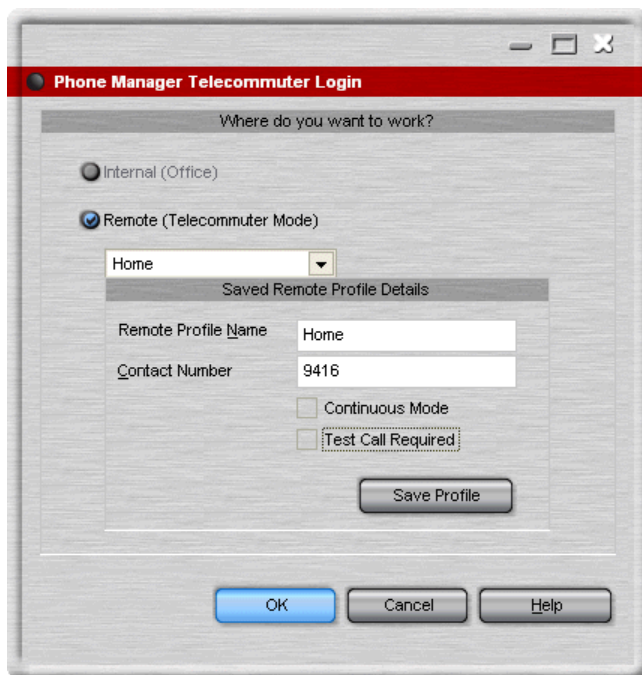 Phone Manager Telecommuter Login
Where do you want to work?
Internal (Office)
Remote (Telecommuter Mode)
Home
Saved Remote Profile Details
Remote Profile Name Home
Contact Number 9416
Continuous Mode
Test Call Required
Save Profile
OK Cancel Help